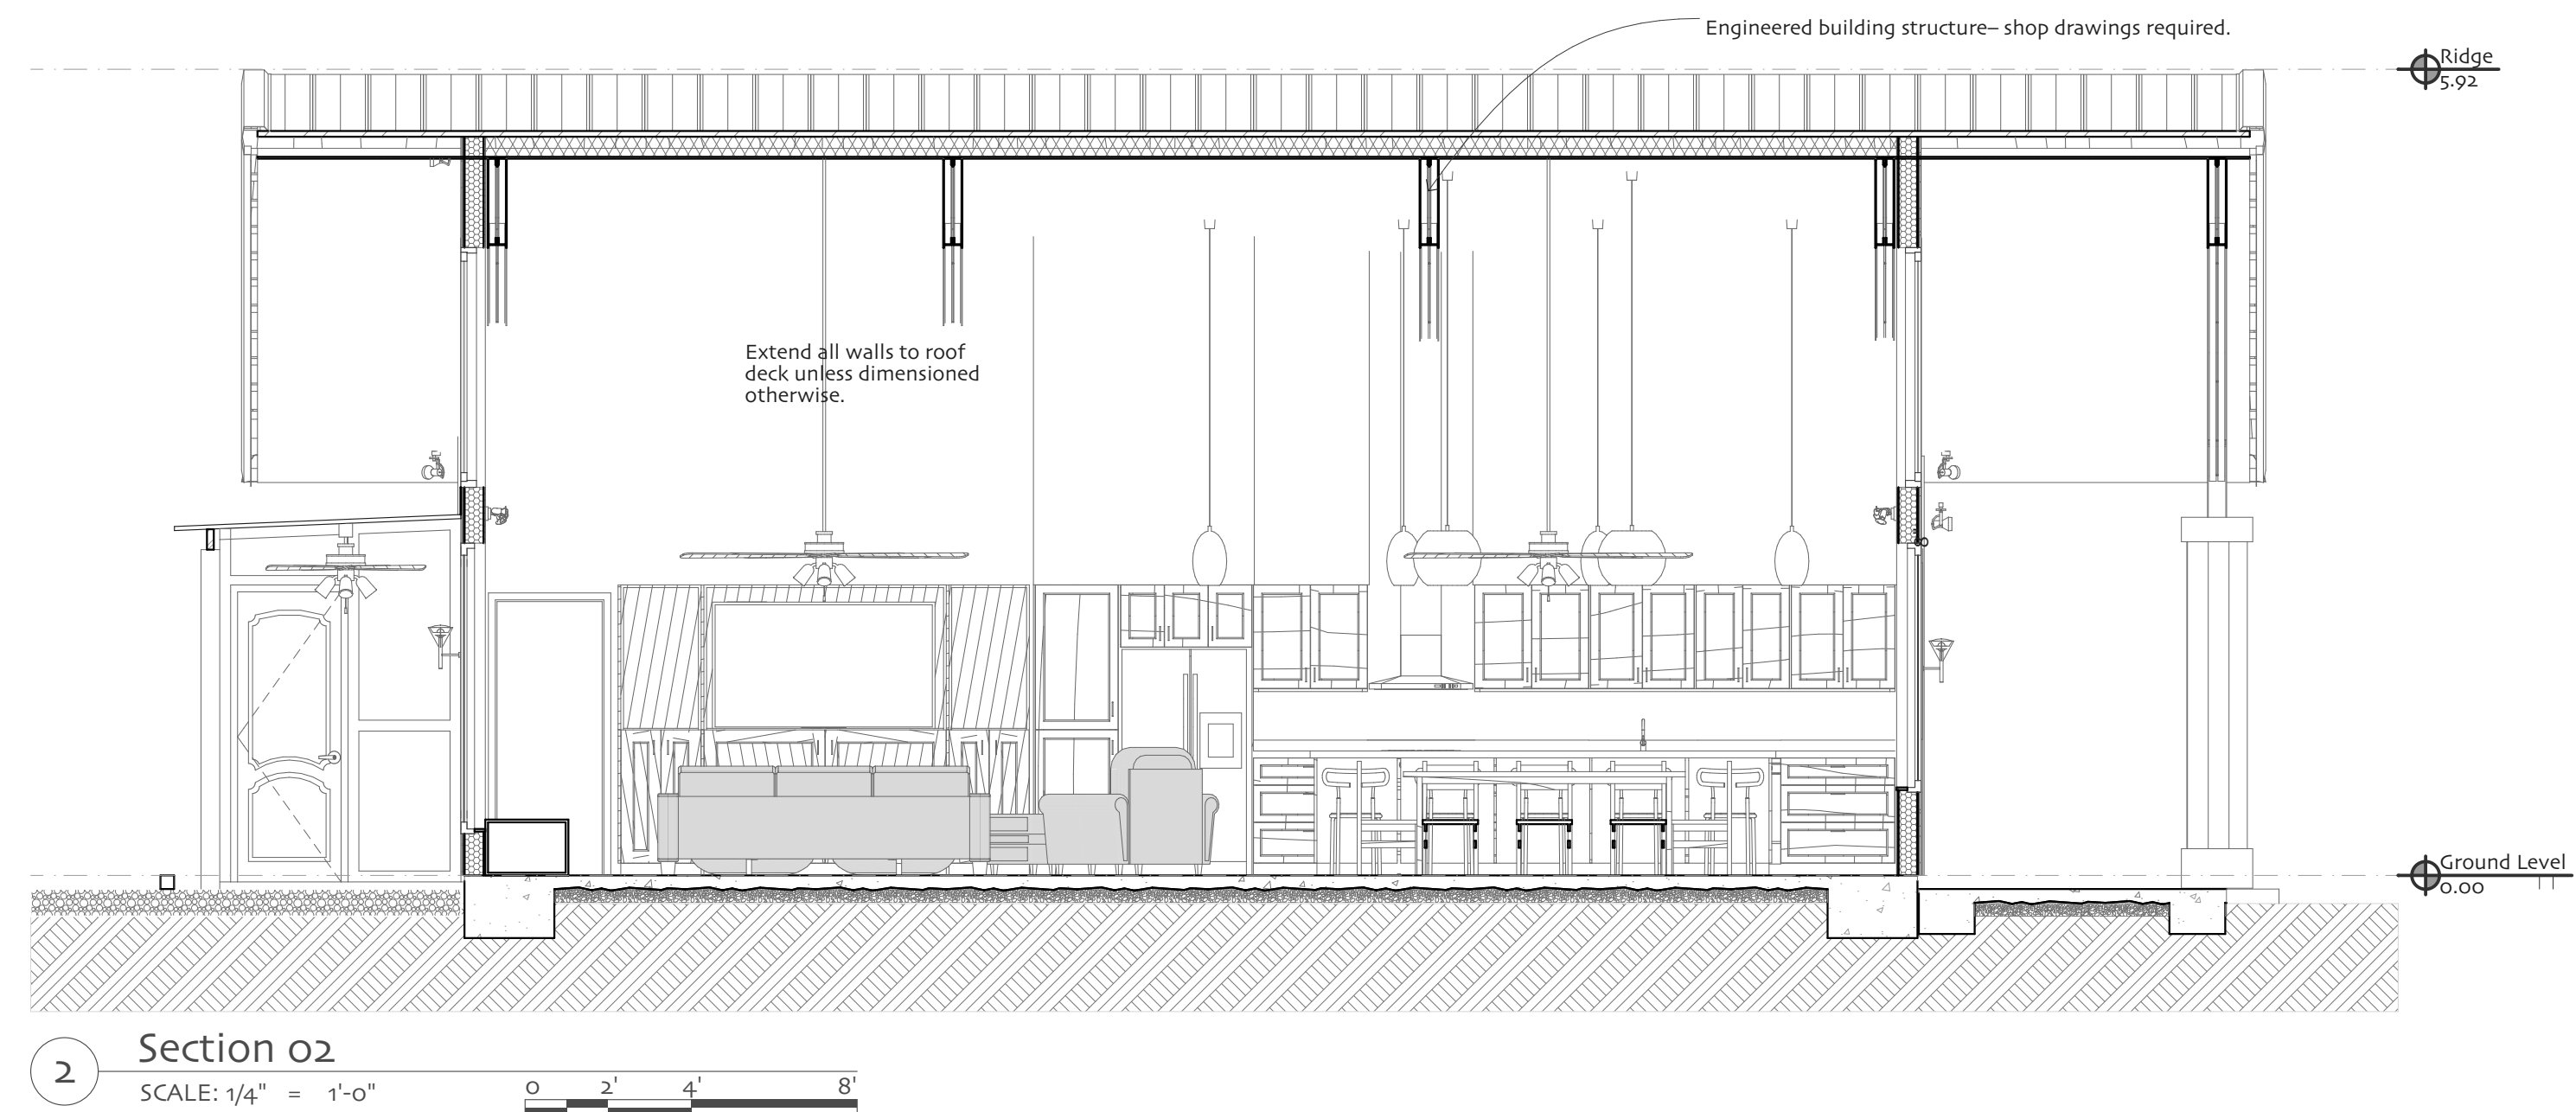 Engineered building structure– shop drawings required.
Ridge
5.92
Extend all walls to roof
deck unless dimensioned
otherwise.
Ground Level
0.00
2
Section 02
SCALE: 1/4" = 1'-0"
0 2' 4' 8'